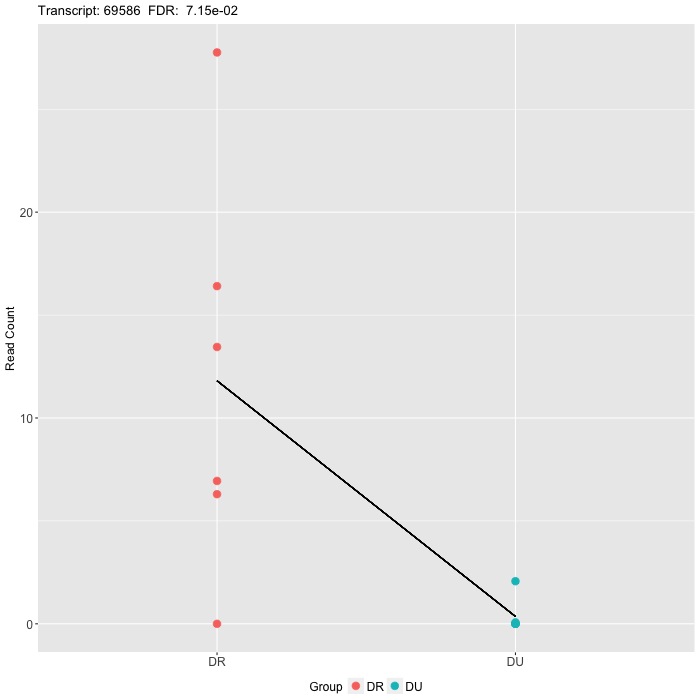 Transcript: 69586  FDR:  7.15e-02
Read Count
20
10
0
DR DU
Group DR DU